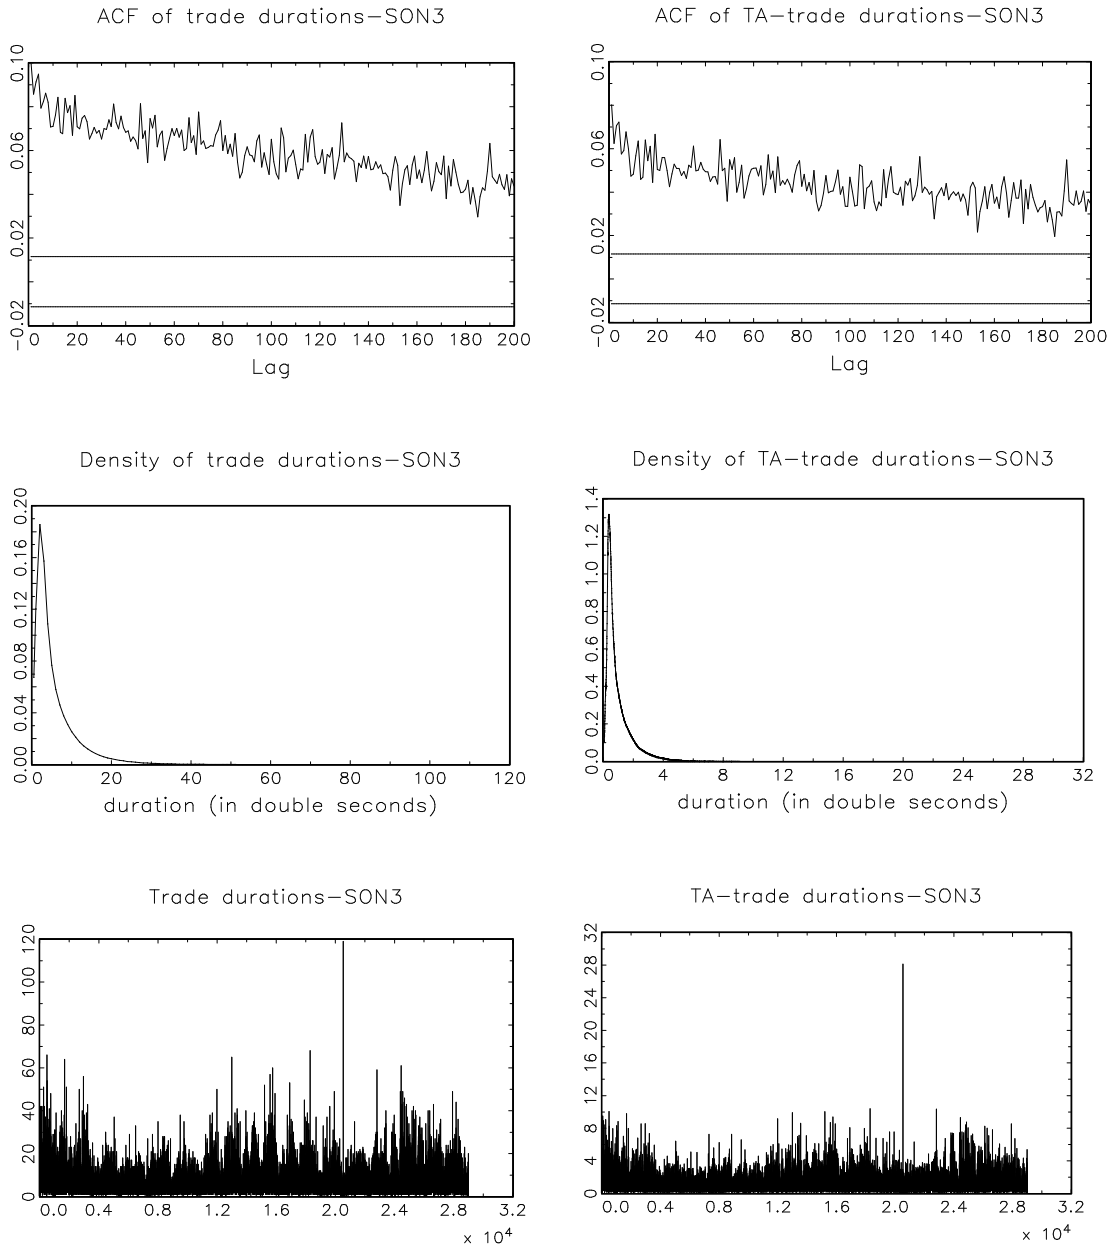 ACF of trade durations-SON3
0.10
0.06
0.02
-0.02
0 20 40 60 80 100 120 140 160 180 200
Lag
ACF of TA-trade durations-SON3
0.10
0.06
0.02
-0.02
0 20 40 60 80 100 120 140 160 180 200
Lag
Density of trade durations-SON3
0.20
0.16
0.12
0.08
0.04
0.00
0 20 40 60 80 100 120
duration (in double seconds)
Density of TA-trade durations-SON3
1.4
1.2
1.0
0.8
0.6
0.4
0.2
0.0
0 4 8 12 16 20 24 28 32
duration (in double seconds)
Trade durations-SON3
120
100
80
60
40
20
0
0.0 0.4 0.8 1.2 1.6 2.0 2.4 2.8 3.2
x 10⁴
TA-trade durations-SON3
32
28
24
20
16
12
8
4
0
0.0 0.4 0.8 1.2 1.6 2.0 2.4 2.8 3.2
x 10⁴